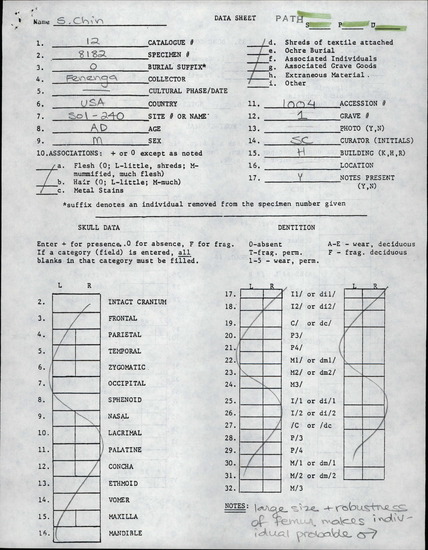 Name S. Chin DATA SHEET PATH
S P D
1. 12 CATALOGUE #
2. 8182 SPECIMEN #
3. 0 BURIAL SUFFIX*
4. Fenenga COLLECTOR
5. CULTURAL PHASE/DATE
6. USA COUNTRY
7. Sol-240 SITE # OR NAME
8. AD AGE
9. M SEX
10. ASSOCIATIONS: + or 0 except as noted
a. Flesh (0; L-little, shreds; M-
mummified, much flesh)
b. Hair (0; L-little; M-much)
c. Metal Stains
d. Shreds of textile attached
e. Ochre Burial
f. Associated Individuals
g. Associated Grave Goods
h. Extraneous Material
i. Other
11. 1004 ACCESSION #
12. 1 GRAVE #
13. PHOTO (Y,N)
14. SC CURATOR (INITIALS)
15. H BUILDING (K,H,R)
16. LOCATION
17. Y NOTES PRESENT
(Y,N)
*suffix denotes an individual removed from the specimen number given
SKULL DATA
Enter + for presence, 0 for absence, F for frag.
If a category (field) is entered, all
blanks in that category must be filled.
L R
2. INTACT CRANIUM
3. FRONTAL
4. PARIETAL
5. TEMPORAL
6. ZYGOMATIC
7. OCCIPITAL
8. SPHENOID
9. NASAL
10. LACRIMAL
11. PALATINE
12. CONCHA
13. ETHMOID
14. VOMER
15. MAXILLA
14. MANDIBLE
DENTITION
0-absent A-E - wear, deciduous
T-frag. perm. F - frag. deciduous
1-5 - wear, perm.
L R L R
17. I1/ or di1/
18. I2/ or di2/
19. C/ or dc/
20. P3/
21. P4/
22. M1/ or dm1/
23. M2/ or dm2/
24. M3/
25. I/1 or di/1
26. I/2 or di/2
27. /C or /dc
28. P/3
29. P/4
30. M/1 or dm/1
31. M/2 or dm/2
32. M/3
NOTES: large size + robustness
of femur makes indiv-
idual probable ♂